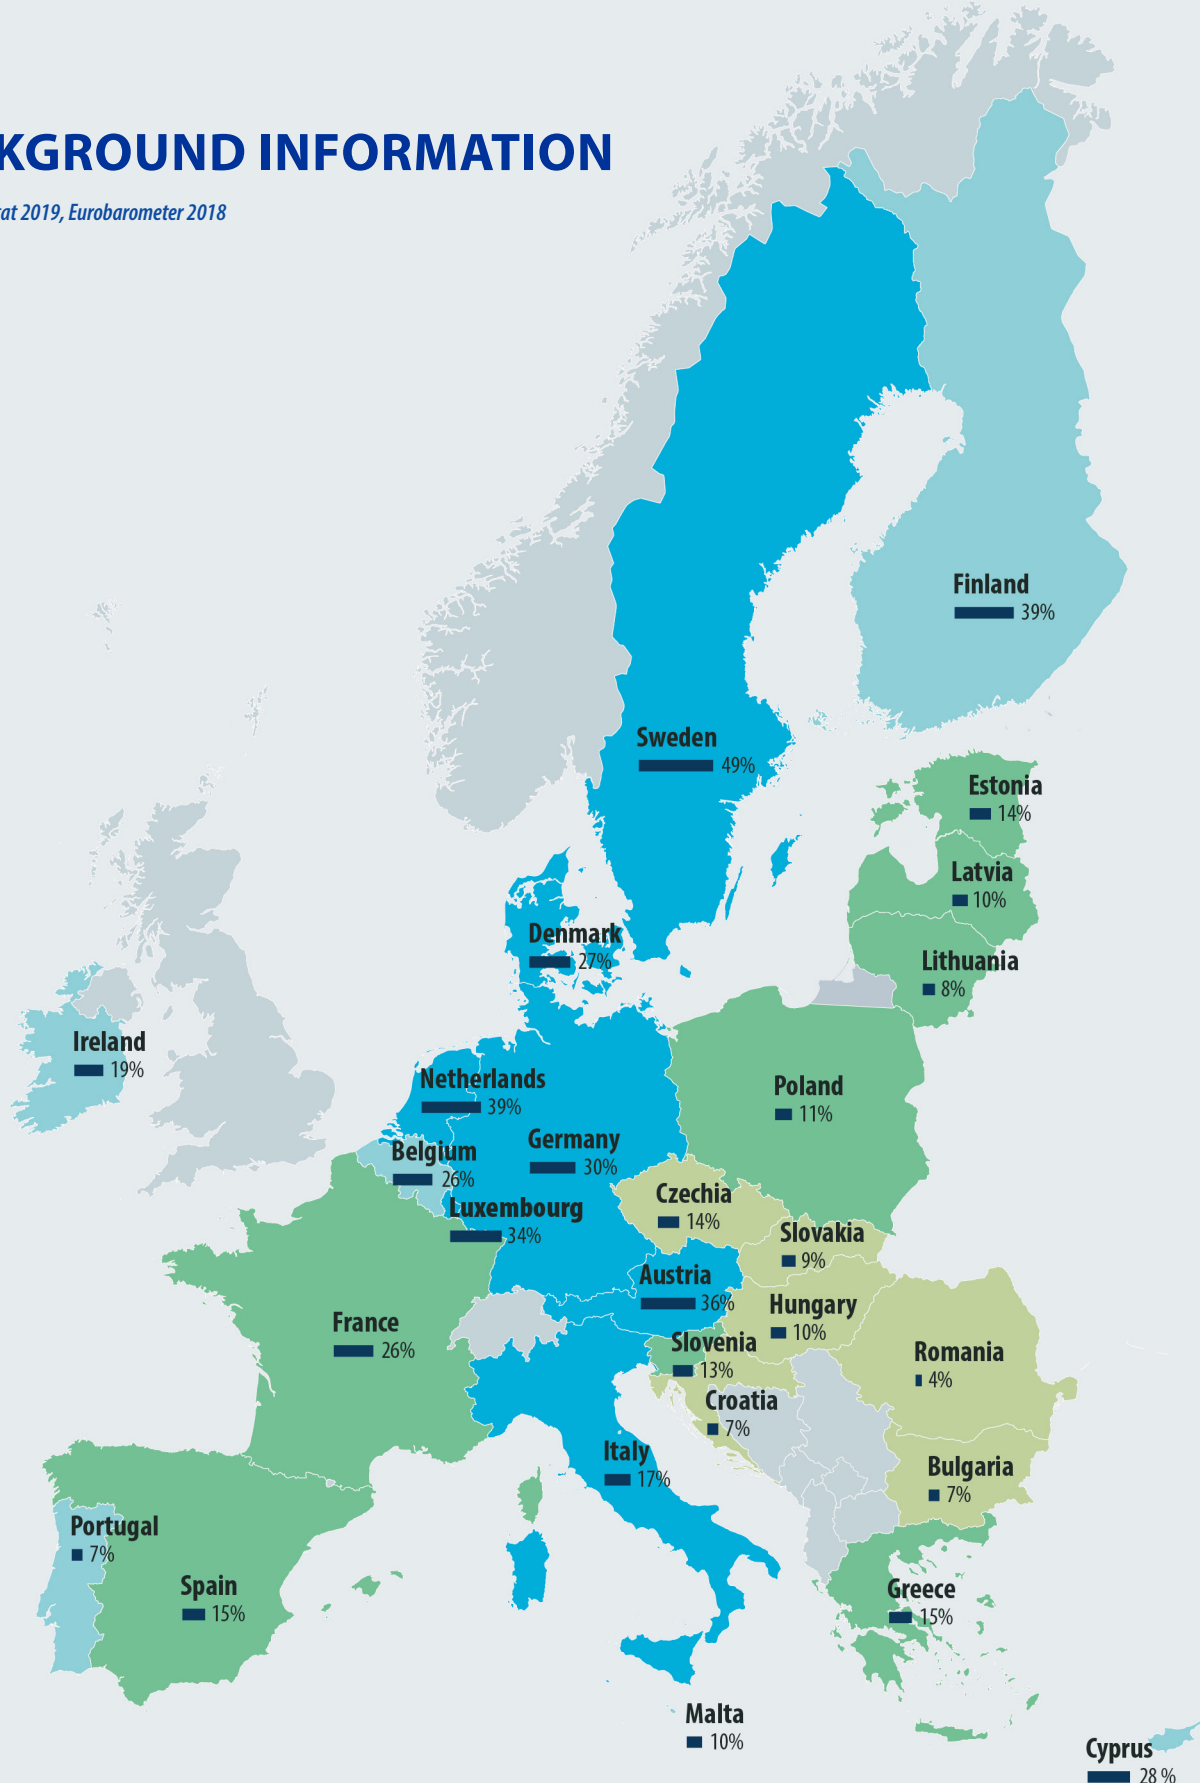 KGROUND INFORMATION
at 2019, Eurobarometer 2018
Finland
39%
Sweden
49%
Estonia
14%
Latvia
10%
Denmark
27%
Lithuania
8%
Ireland
19%
Netherlands
39%
Poland
11%
Germany
30%
Belgium
26%
Czechia
14%
Luxembourg
34%
Slovakia
9%
Austria
36%
Hungary
10%
France
26%
Slovenia
13%
Romania
4%
Croatia
7%
Italy
17%
Bulgaria
7%
Portugal
7%
Spain
15%
Greece
15%
Malta
10%
Cyprus
28 %